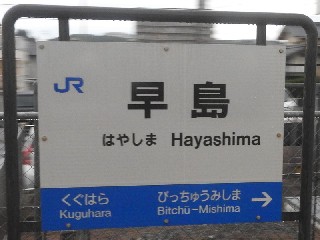 JR
早島
はやしま Hayashima
くぐはら びっちゅうみしま
Kuguhara Bitchū-Mishima